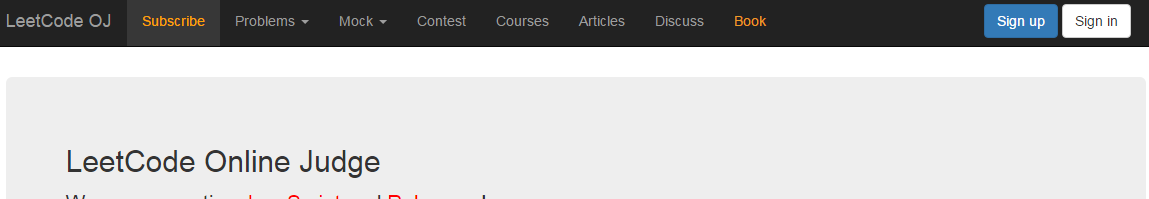 LeetCode OJ Subscribe Problems Mock Contest Courses Articles Discuss Book Sign up Sign in
LeetCode Online Judge